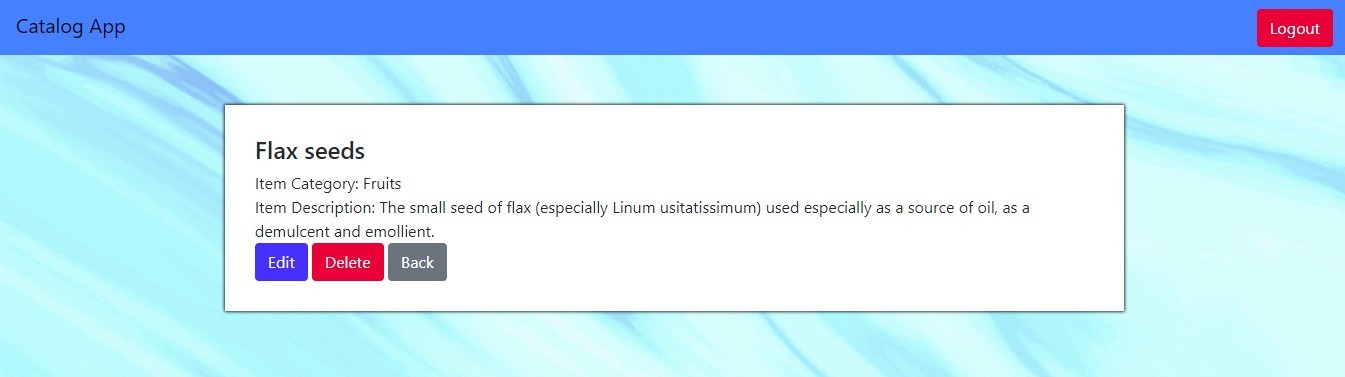 Catalog App
Logout
Flax seeds
Item Category: Fruits
Item Description: The small seed of flax (especially Linum usitatissimum) used especially as a source of oil, as a
demulcent and emollient.
Edit Delete Back